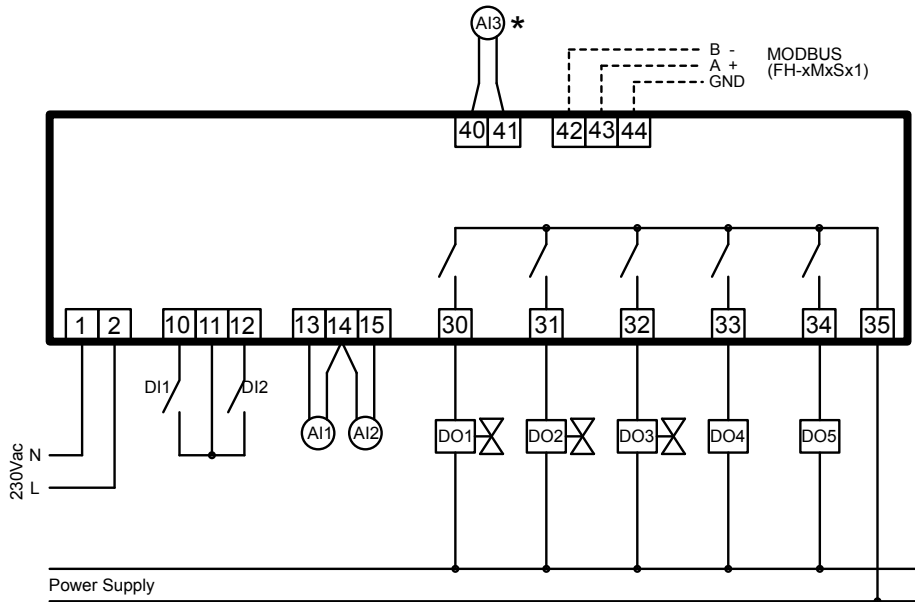 AI3 *
B -
A +
GND
MODBUS
(FH-xMxSx1)
40 41
42 43 44
1 2
10 11 12
13 14 15
30
31
32
33
34
35
DI1
DI2
AI1
AI2
DO1
DO2
DO3
DO4
DO5
230Vac
N
L
Power Supply